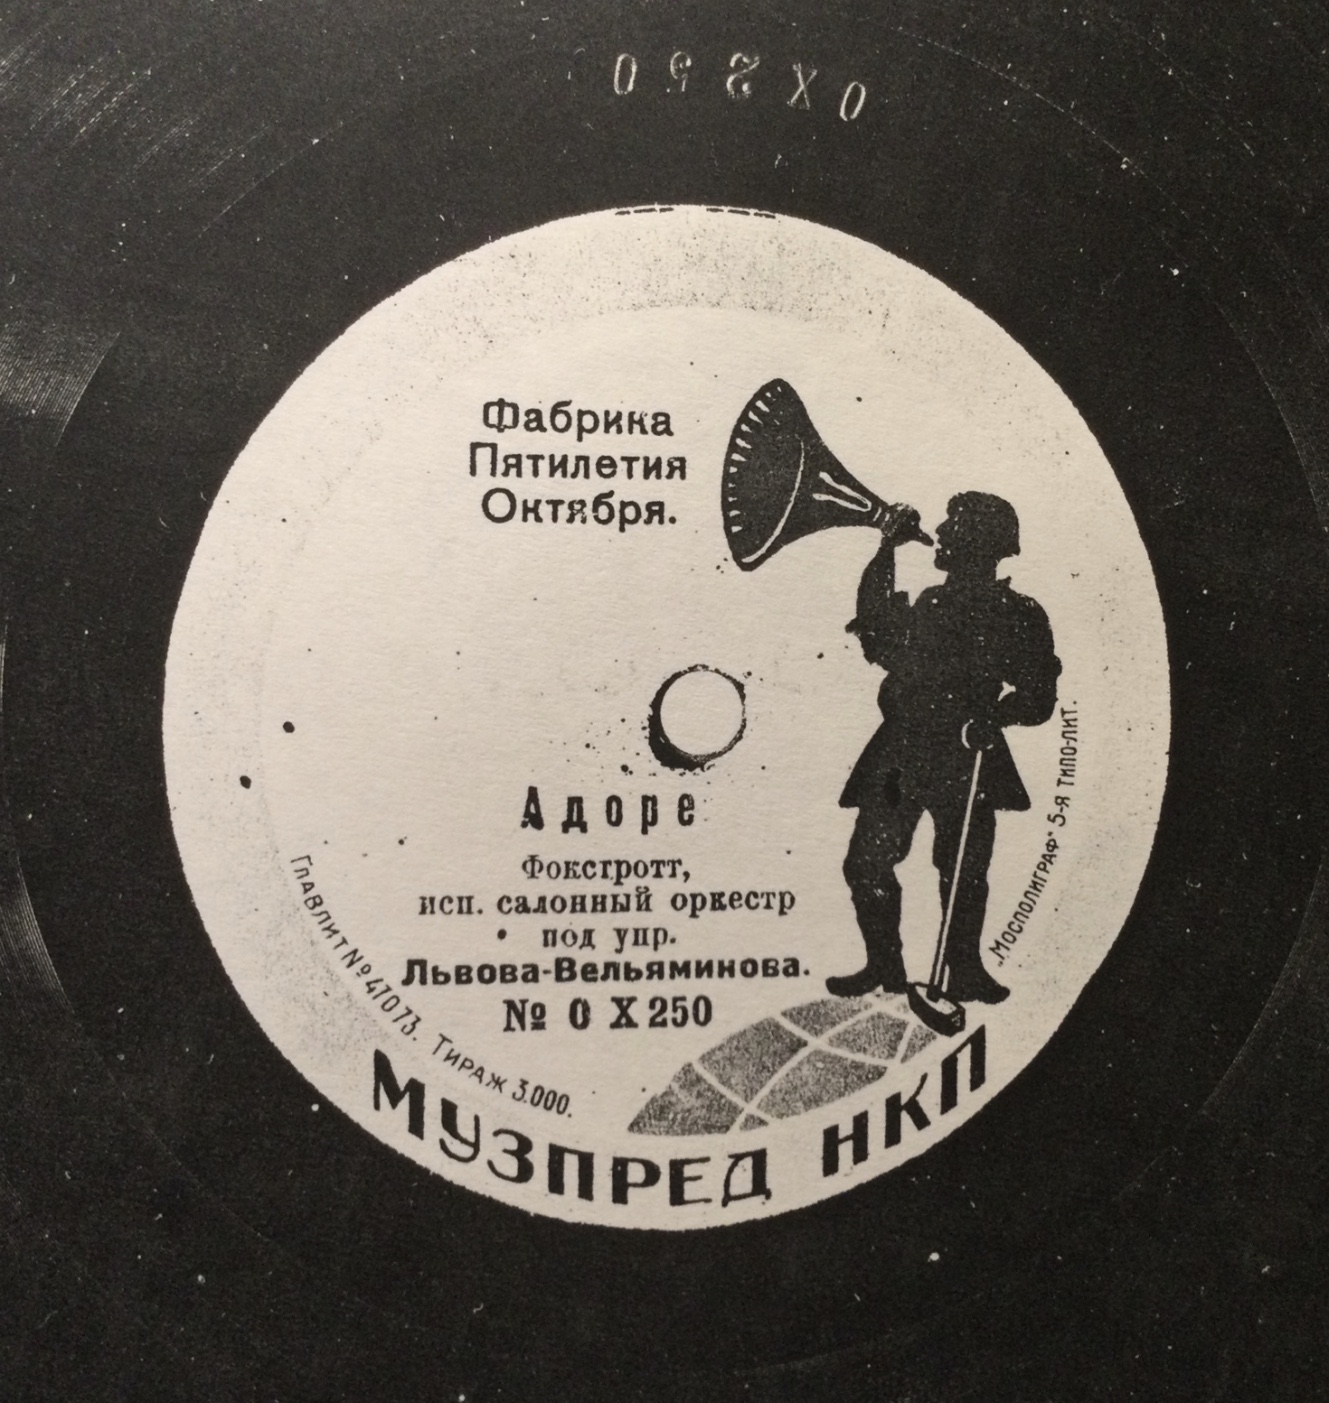 0X250
Фабрика
Пятилетия
Октября.
Адоре
Фокстротт,
исп. салонный оркестр
под упр.
Львова-Вельяминова.
№ 0 X 250
Главлит № 47073. Тираж 3.000.
„Мосполиграф" 5-я типо-лит.
МУЗПРЕД НКП